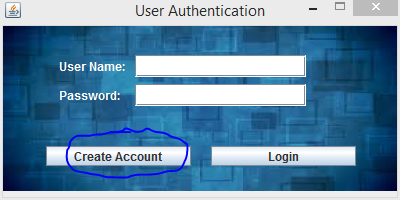 User Authentication
User Name:
Password:
Create Account Login